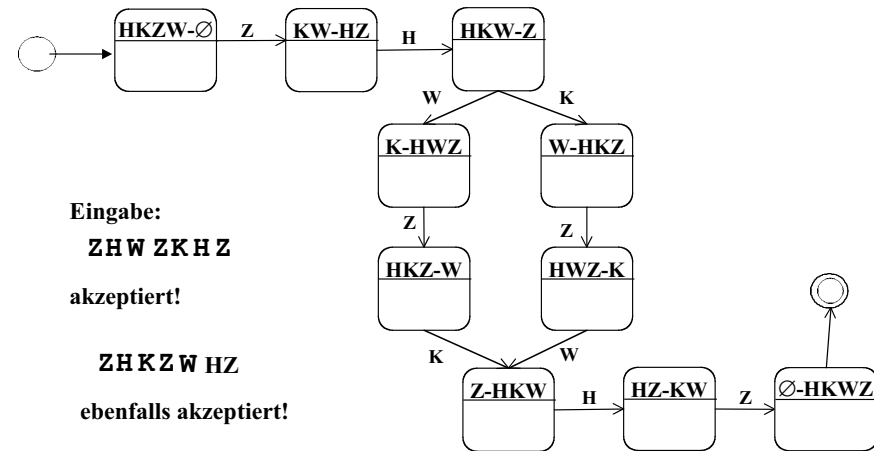 HKZW-∅
Z
KW-HZ
H
HKW-Z
W
K
K-HWZ
W-HKZ
Eingabe:
Z
Z
ZHW ZKHZ
HKZ-W
HWZ-K
akzeptiert!
K
W
ZHKZW HZ
Z-HKW
H
HZ-KW
Z
∅-HKWZ
ebenfalls akzeptiert!